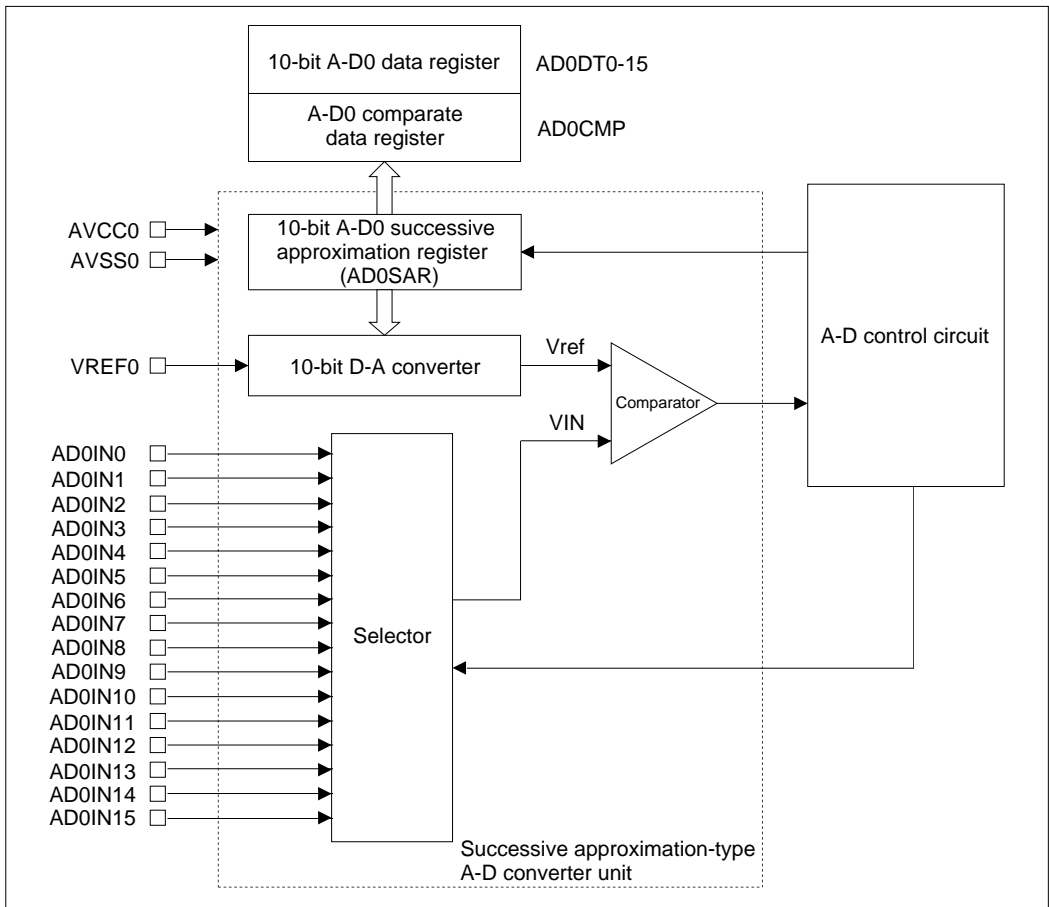 10-bit A-D0 data register
AD0DT0-15
A-D0 comparate
data register
AD0CMP
AVCC0
AVSS0
10-bit A-D0 successive
approximation register
(AD0SAR)
A-D control circuit
VREF0
10-bit D-A converter
Vref
Comparator
VIN
AD0IN0
AD0IN1
AD0IN2
AD0IN3
AD0IN4
AD0IN5
AD0IN6
AD0IN7
AD0IN8
AD0IN9
AD0IN10
AD0IN11
AD0IN12
AD0IN13
AD0IN14
AD0IN15
Selector
Successive approximation-type
A-D converter unit